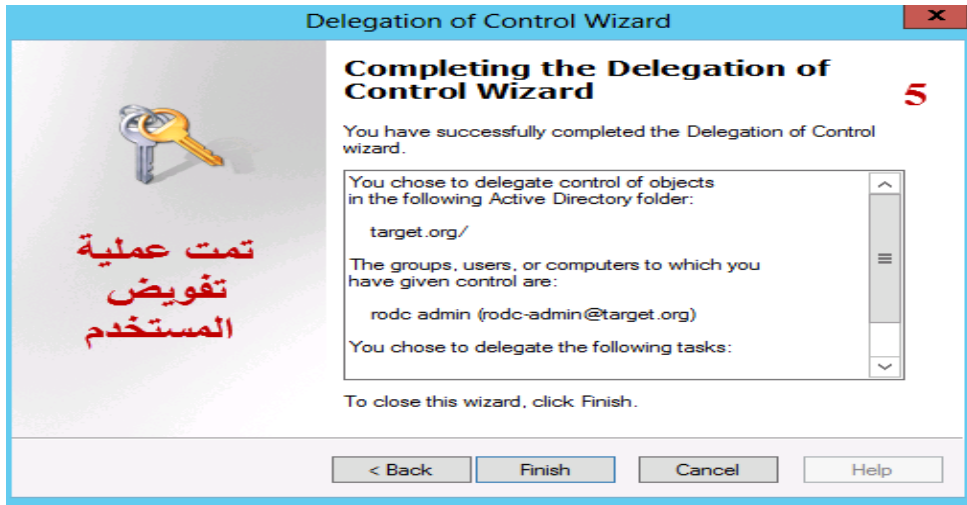 Delegation of Control Wizard
x
Completing the Delegation of
Control Wizard
5
You have successfully completed the Delegation of Control
wizard.
You chose to delegate control of objects
in the following Active Directory folder:
target.org/
The groups, users, or computers to which you
have given control are:
rodc admin (rodc-admin@target.org)
You chose to delegate the following tasks:
تمت عملية
تفويض
المستخدم
To close this wizard, click Finish.
< Back
Finish
Cancel
Help